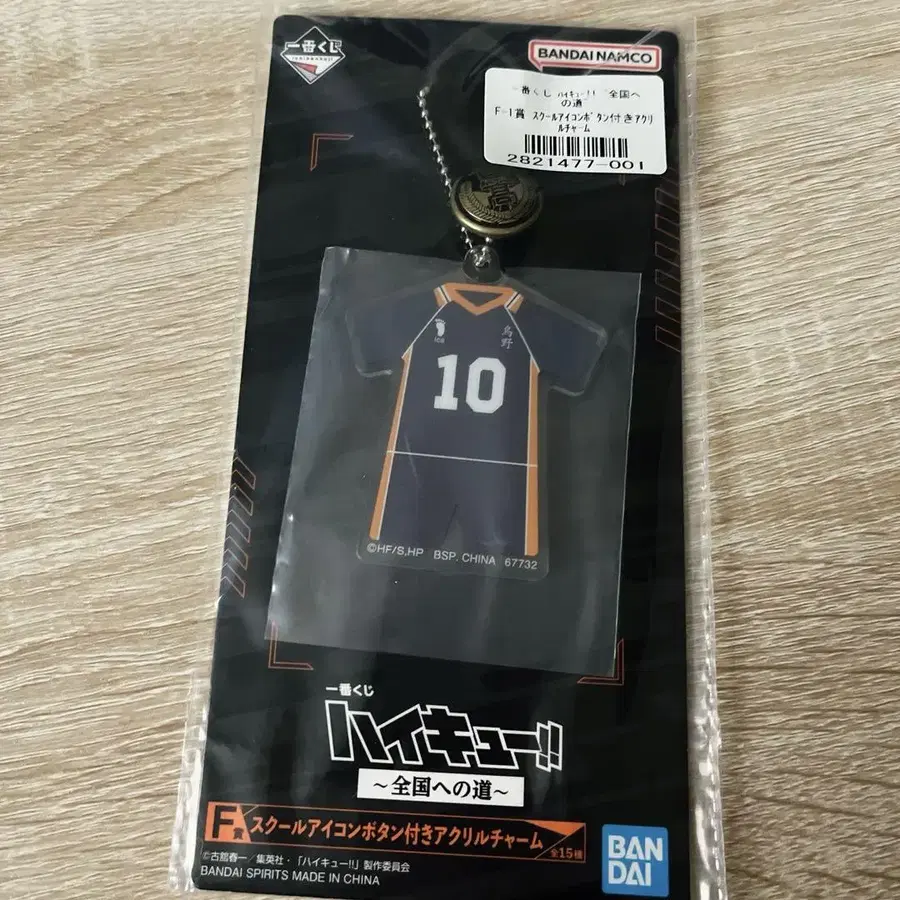 一番くじ
ichibankuji
BANDAI NAMCO
一番くじ ハイキュー!! ~全国へ
の道~
F-1賞 スクールアイコンボタン付きアクリ
ルチャーム
2821477-001
烏野
10
©HF/S,HP BSP. CHINA 67732
一番くじ
ハイキュー!!
~全国への道~
F賞 スクールアイコンボタン付きアクリルチャーム 全15種
©古舘春一/集英社・「ハイキュー!!」製作委員会
BANDAI SPIRITS MADE IN CHINA
BAN
DAI